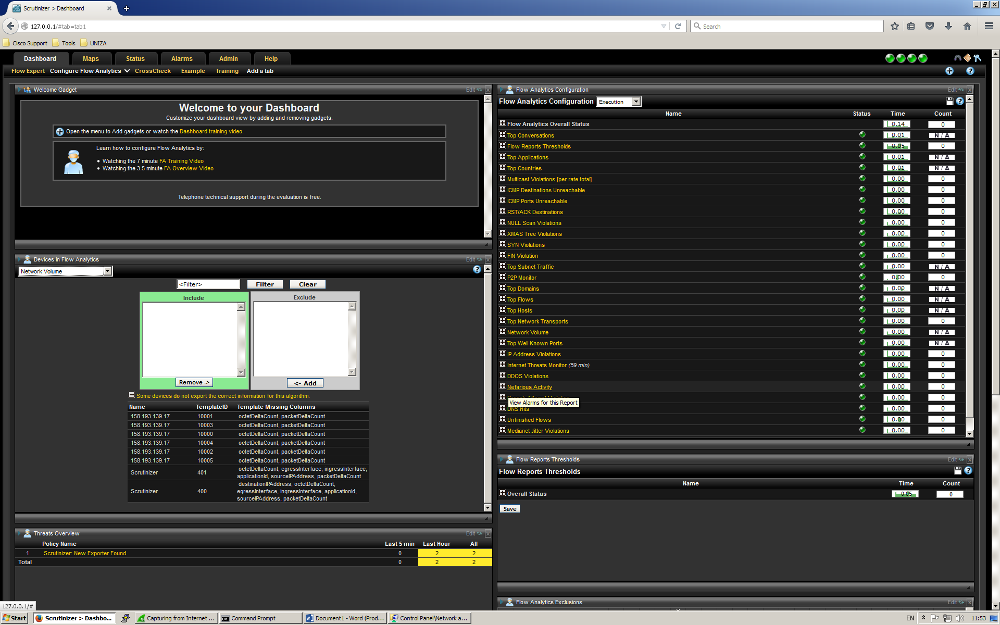 Scrutinizer > Dashboard
127.0.0.1/#tab=tab1
Search
Cisco Support Tools UNIZA
Dashboard Maps Status Alarms Admin Help
Flow Expert Configure Flow Analytics CrossCheck Example Training Add a tab
Welcome Gadget Edit
Welcome to your Dashboard
Customize your dashboard view by adding and removing gadgets.
Open the menu to Add gadgets or watch the Dashboard training video.
Learn how to configure Flow Analytics by:
Watching the 7 minute FA Training Video
Watching the 3.5 minute FA Overview Video
Telephone technical support during the evaluation is free.
Devices in Flow Analytics Edit
Network Volume
<Filter> Filter Clear
Include Exclude
Remove -> <- Add
Some devices do not export the correct information for this algorithm.
Name TemplateID Template Missing Columns
158.193.139.17 10001 octetDeltaCount, packetDeltaCount
158.193.139.17 10003 octetDeltaCount, packetDeltaCount
158.193.139.17 10000 octetDeltaCount, packetDeltaCount
158.193.139.17 10004 octetDeltaCount, packetDeltaCount
158.193.139.17 10002 octetDeltaCount, packetDeltaCount
158.193.139.17 10005 octetDeltaCount, packetDeltaCount
Scrutinizer 401 octetDeltaCount, egressInterface, ingressInterface,
applicationId, sourceIPAddress, packetDeltaCount
Scrutinizer 400 destinationIPAddress, octetDeltaCount,
egressInterface, ingressInterface, applicationId,
sourceIPAddress, packetDeltaCount
Threats Overview Edit
Policy Name Last 5 min Last Hour All
1 Scrutinizer: New Exporter Found 0 2 2
Total 0 2 2
Flow Analytics Configuration Edit
Flow Analytics Configuration Execution
Name Status Time Count
Flow Analytics Overall Status 0.14 0
Top Conversations 0.01 N / A
Flow Reports Thresholds 0.05 0
Top Applications 0.01 N / A
Top Countries 0.01 N / A
Multicast Violations [per rate total] 0.00 0
ICMP Destinations Unreachable 0.00 0
ICMP Ports Unreachable 0.00 0
RST/ACK Destinations 0.00 0
NULL Scan Violations 0.00 0
XMAS Tree Violations 0.00 0
SYN Violations 0.00 0
FIN Violation 0.00 0
Top Subnet Traffic 0.00 N / A
P2P Monitor 0.00 0
Top Domains 0.00 N / A
Top Flows 0.00 N / A
Top Hosts 0.00 N / A
Top Network Transports 0.00 0
Network Volume 0.00 N / A
Top Well Known Ports 0.00 N / A
IP Address Violations 0.00 0
Internet Threats Monitor (59 min) 0.00 0
DDOS Violations 0.00 0
Nefarious Activity 0.00 0
0.00 0
View Alarms for this Report
DNS Hits 0.00 0
Unfinished Flows 0.00 0
Medianet Jitter Violations 0.00 0
Flow Reports Thresholds Edit
Flow Reports Thresholds
Name Time Count
Overall Status 0.05 0
Save
Flow Analytics Exclusions Edit
127.0.0.1/#
Start Scrutinizer > Dashbo... Capturing from Internet ... Command Prompt Document1 - Word (Prod... Control Panel\Network a... EN 11:53